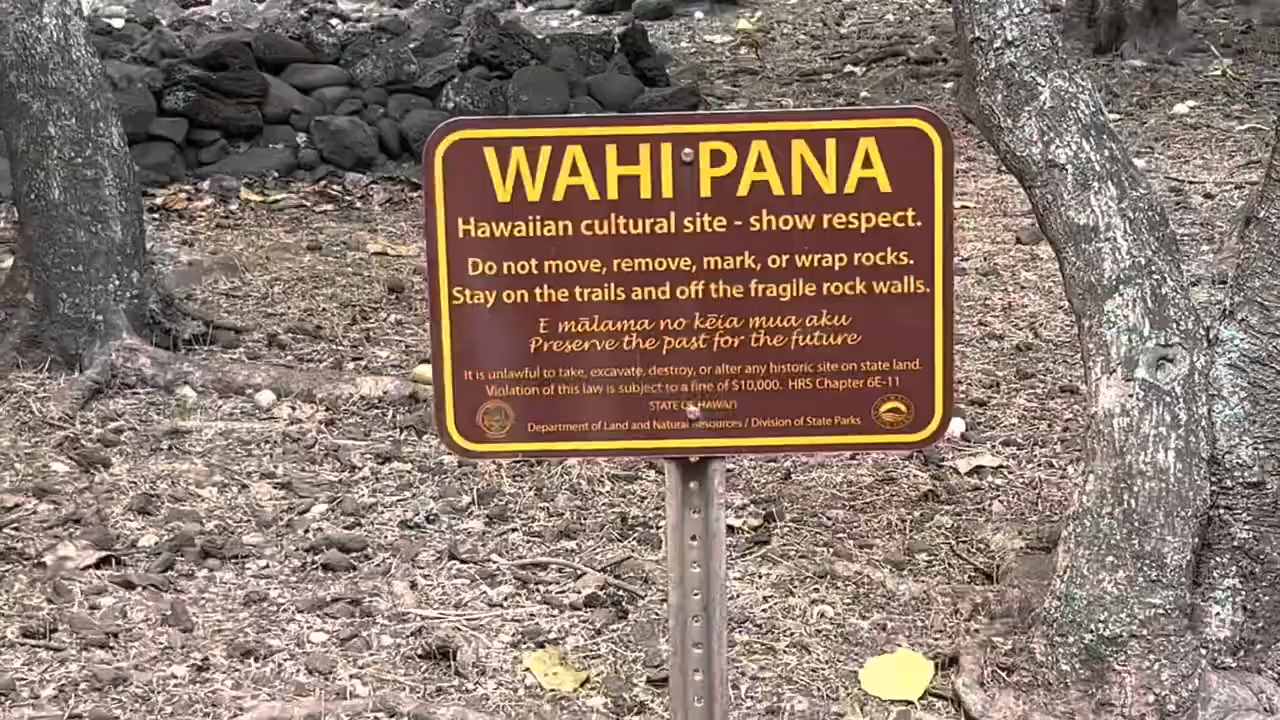 WAHI PANA
Hawaiian cultural site - show respect.
Do not move, remove, mark, or wrap rocks.
Stay on the trails and off the fragile rock walls.
E mālama no kēia mua aku
Preserve the past for the future
It is unlawful to take, excavate, destroy, or alter any historic site on state land.
Violation of this law is subject to a fine of $10,000. HRS Chapter 6E-11
STATE OF HAWAI'I
Department of Land and Natural Resources / Division of State Parks